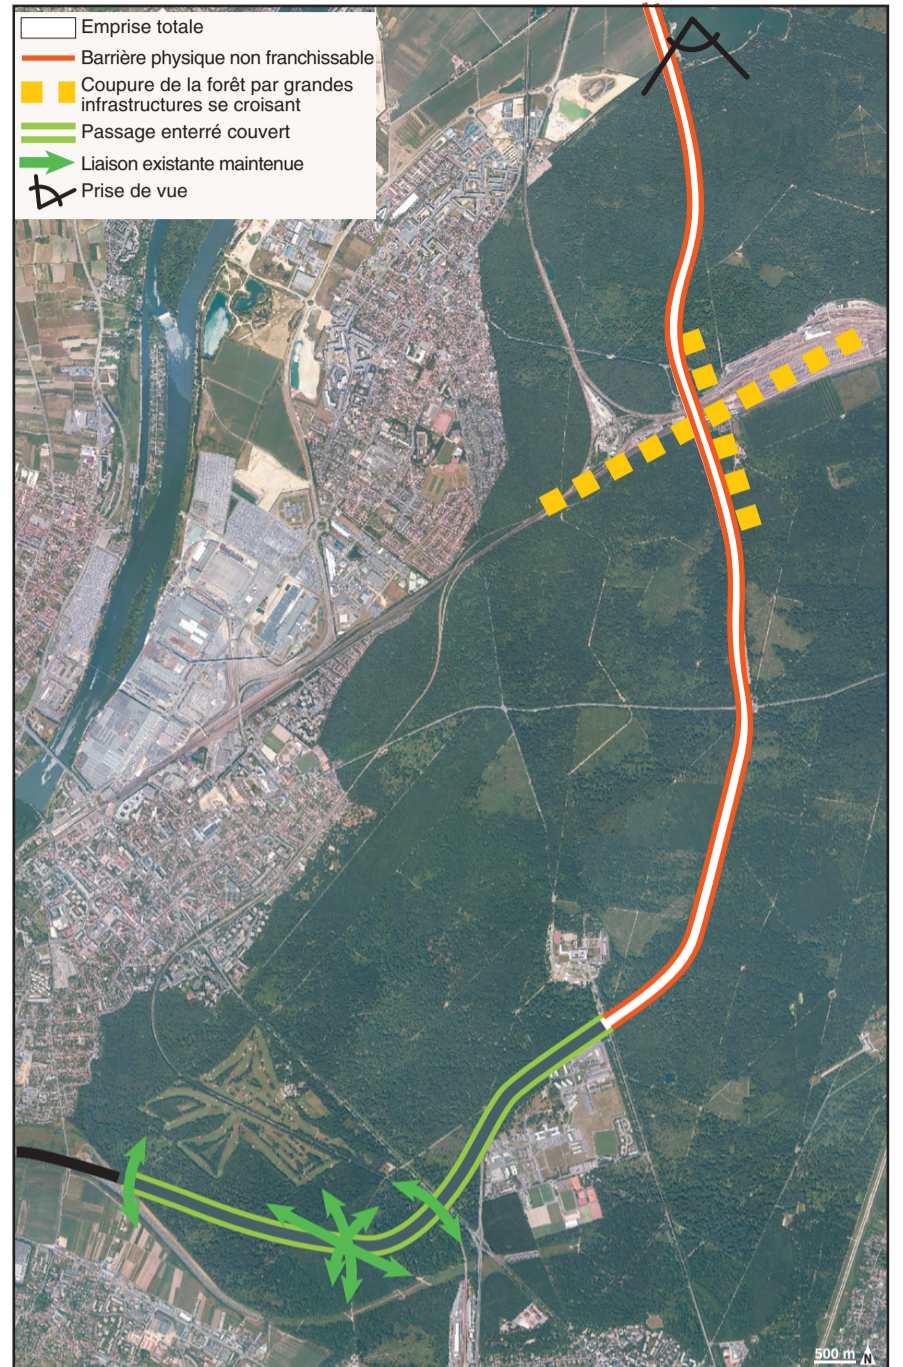 Emprise totale
Barrière physique non franchissable
Coupure de la forêt par grandes
infrastructures se croisant
Passage enterré couvert
Liaison existante maintenue
Prise de vue
500 m
N